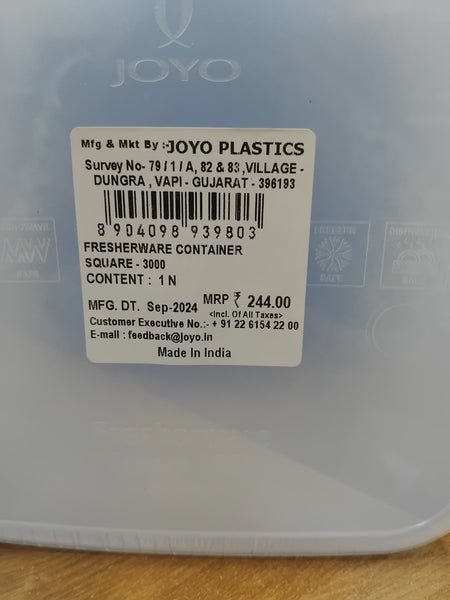 JOYO
Mfg & Mkt By :- JOYO PLASTICS
Survey No- 79 / 1 / A, 82 & 83 ,VILLAGE -
DUNGRA , VAPI - GUJARAT - 396193
8 904098 939803
FRESHERWARE CONTAINER
SQUARE - 3000
CONTENT : 1 N
MFG. DT. Sep-2024 MRP ₹ 244.00
<Incl. Of All Taxes>
Customer Executive No.:- + 91 22 6154 22 00
E-mail : feedback@joyo.in
Made In India